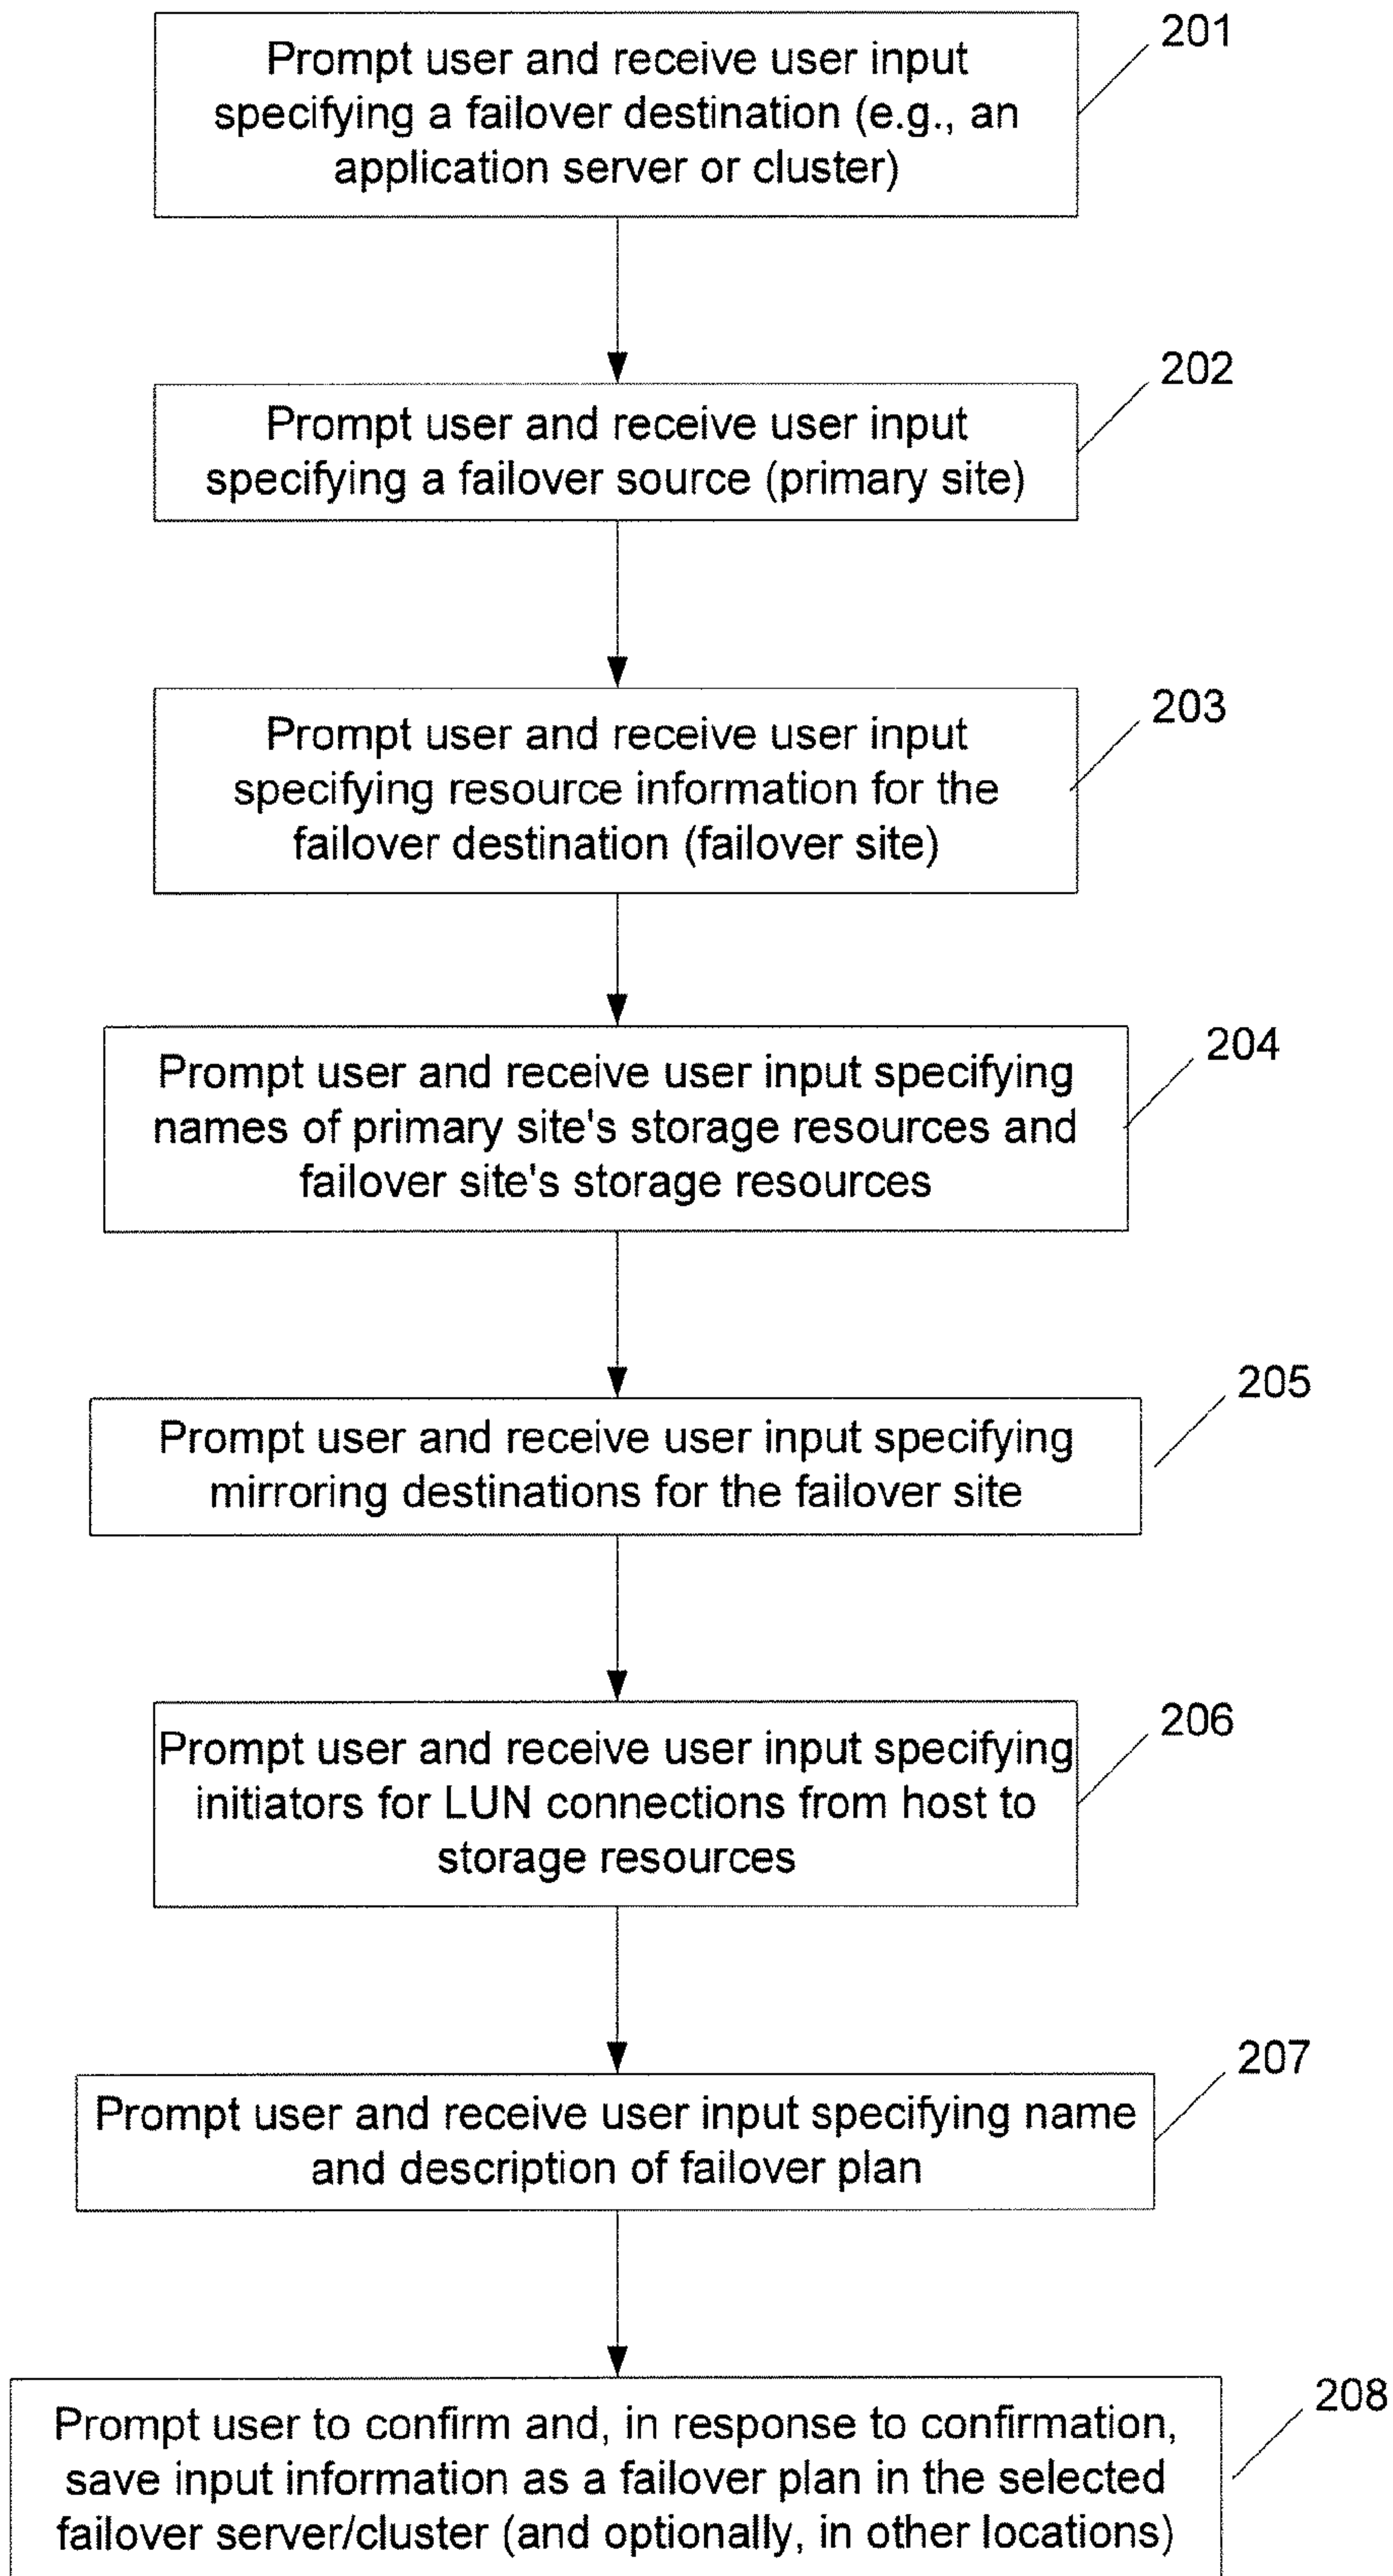 201
Prompt user and receive user input
specifying a failover destination (e.g., an
application server or cluster)
202
Prompt user and receive user input
specifying a failover source (primary site)
203
Prompt user and receive user input
specifying resource information for the
failover destination (failover site)
204
Prompt user and receive user input specifying
names of primary site's storage resources and
failover site's storage resources
205
Prompt user and receive user input specifying
mirroring destinations for the failover site
206
Prompt user and receive user input specifying
initiators for LUN connections from host to
storage resources
207
Prompt user and receive user input specifying name
and description of failover plan
208
Prompt user to confirm and, in response to confirmation,
save input information as a failover plan in the selected
failover server/cluster (and optionally, in other locations)